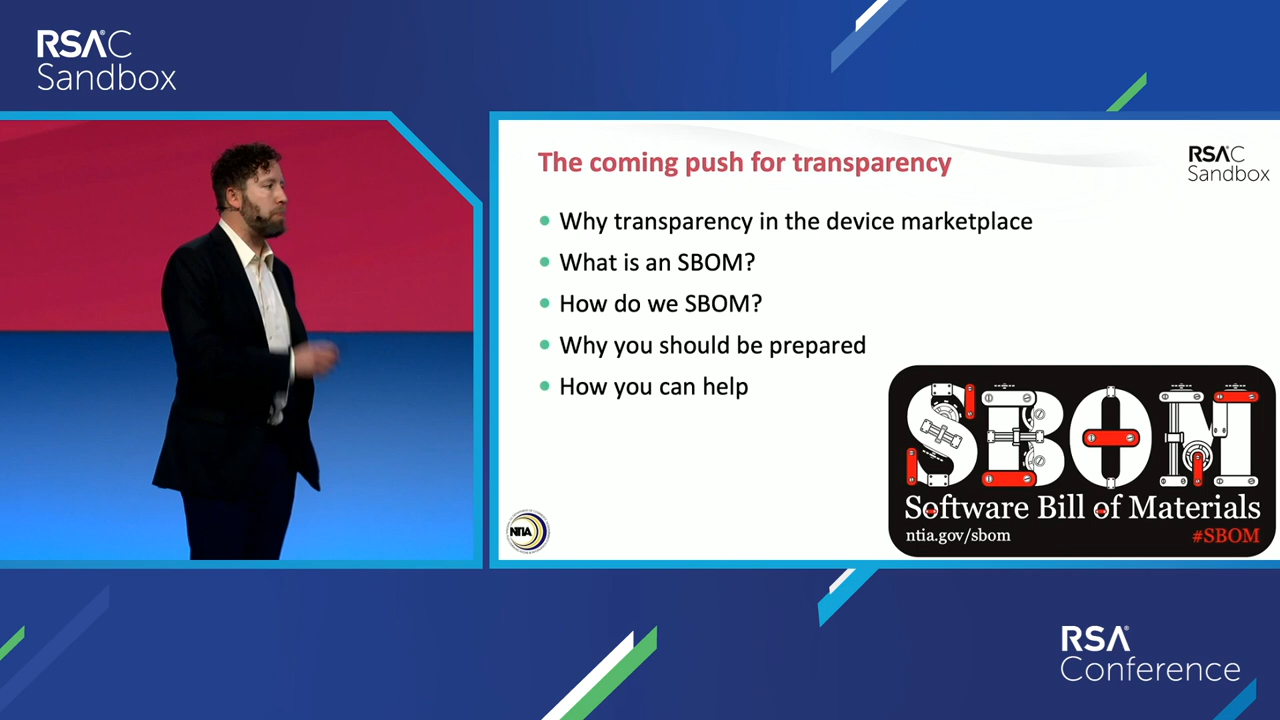 RSAC
Sandbox
The coming push for transparency
RSAC
Sandbox
• Why transparency in the device marketplace
• What is an SBOM?
• How do we SBOM?
• Why you should be prepared
• How you can help
SBOM
Software Bill of Materials
ntia.gov/sbom #SBOM
NTIA
RSA®
Conference